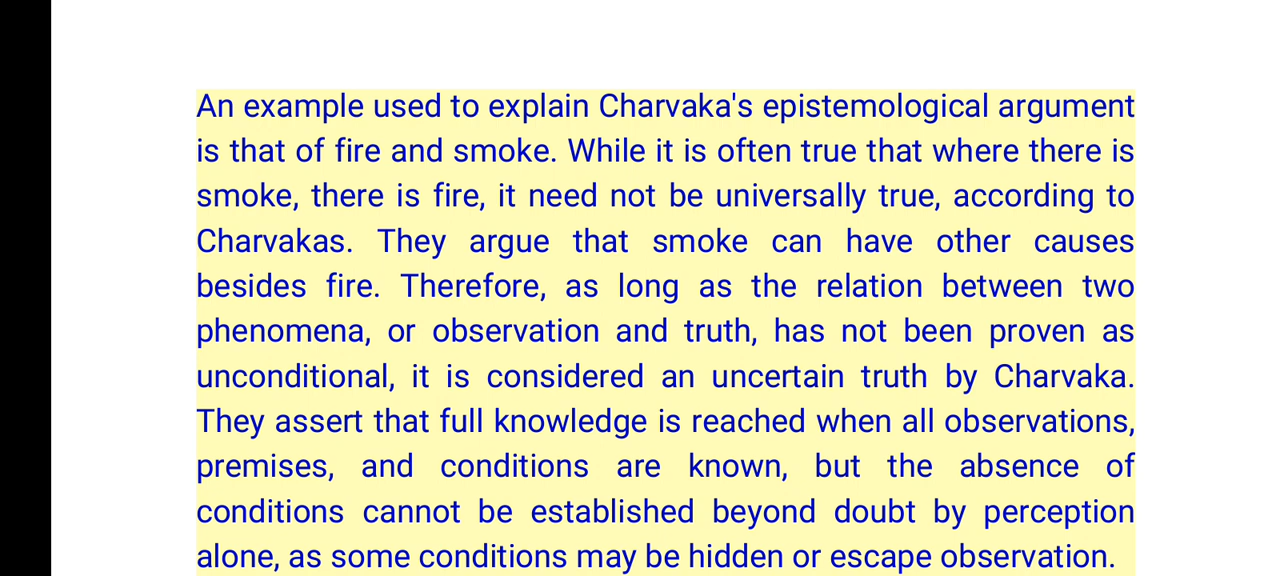 An example used to explain Charvaka's epistemological argument
is that of fire and smoke. While it is often true that where there is
smoke, there is fire, it need not be universally true, according to
Charvakas. They argue that smoke can have other causes
besides fire. Therefore, as long as the relation between two
phenomena, or observation and truth, has not been proven as
unconditional, it is considered an uncertain truth by Charvaka.
They assert that full knowledge is reached when all observations,
premises, and conditions are known, but the absence of
conditions cannot be established beyond doubt by perception
alone, as some conditions may be hidden or escape observation.